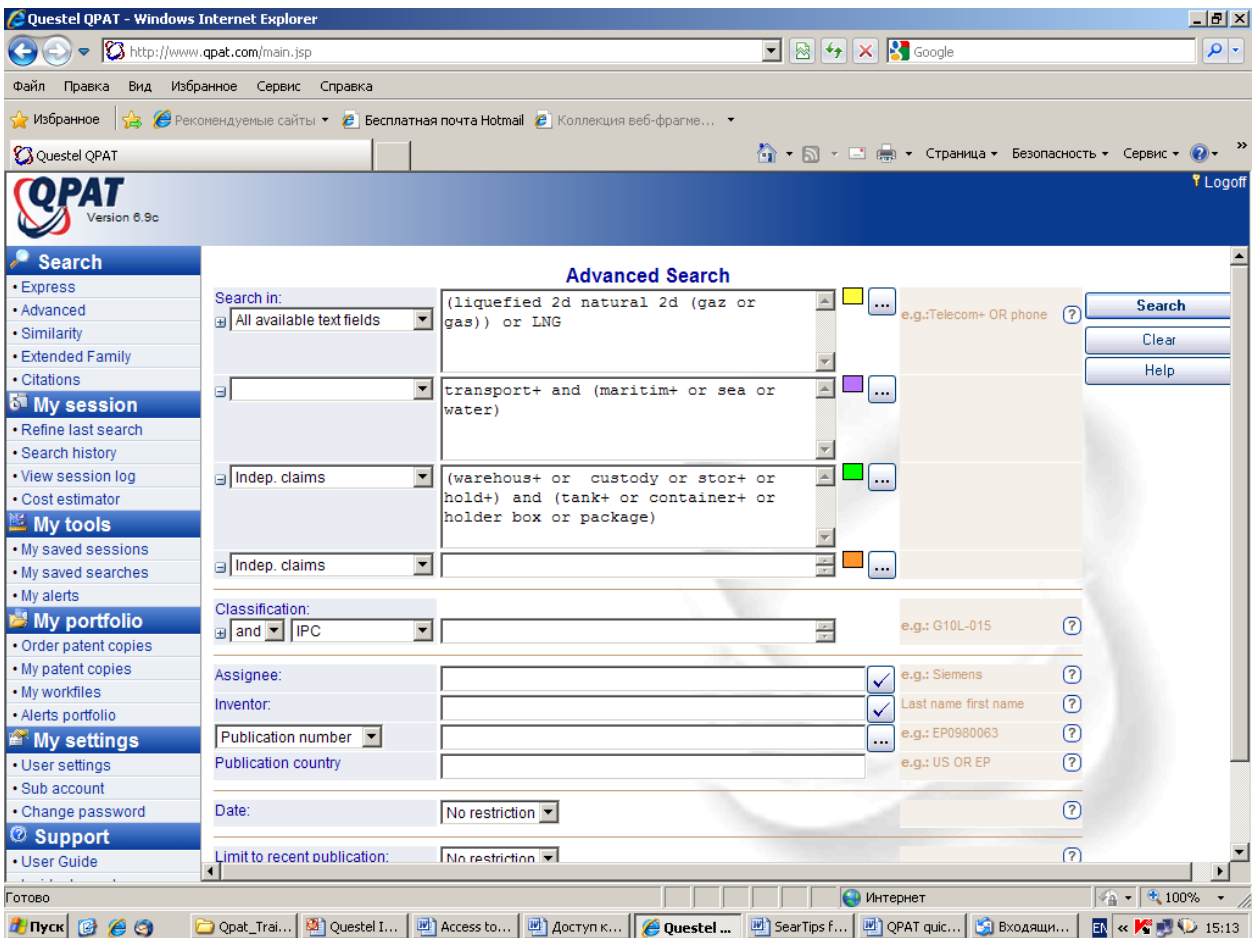 Questel QPAT - Windows Internet Explorer
http://www.qpat.com/main.jsp
Google
Файл Правка Вид Избранное Сервис Справка
Избранное Рекомендуемые сайты Бесплатная почта Hotmail Коллекция веб-фрагме...
Questel QPAT Страница Безопасность Сервис »
QPAT
Version 6.9c
Logoff
Search
• Express
• Advanced
• Similarity
• Extended Family
• Citations
My session
• Refine last search
• Search history
• View session log
• Cost estimator
My tools
• My saved sessions
• My saved searches
• My alerts
My portfolio
• Order patent copies
• My patent copies
• My workfiles
• Alerts portfolio
My settings
• User settings
• Sub account
• Change password
Support
• User Guide
Advanced Search
Search in:
All available text fields
(liquefied 2d natural 2d (gaz or
gas)) or LNG
...
e.g.:Telecom+ OR phone ?
Search
Clear
Help
transport+ and (maritim+ or sea or
water)
...
Indep. claims
(warehous+ or custody or stor+ or
hold+) and (tank+ or container+ or
holder box or package)
...
Indep. claims
...
Classification:
and IPC
e.g.: G10L-015 ?
Assignee:
e.g.: Siemens ?
Inventor:
Last name first name ?
Publication number
...
e.g.: EP0980063 ?
Publication country
e.g.: US OR EP ?
Date:
No restriction
?
Limit to recent publication:
No restriction
?
Готово Интернет 100%
Пуск Qpat_Trai... Questel I... Access to... Доступ к... Questel ... SearTips f... QPAT quic... Входящи... EN « 15:13